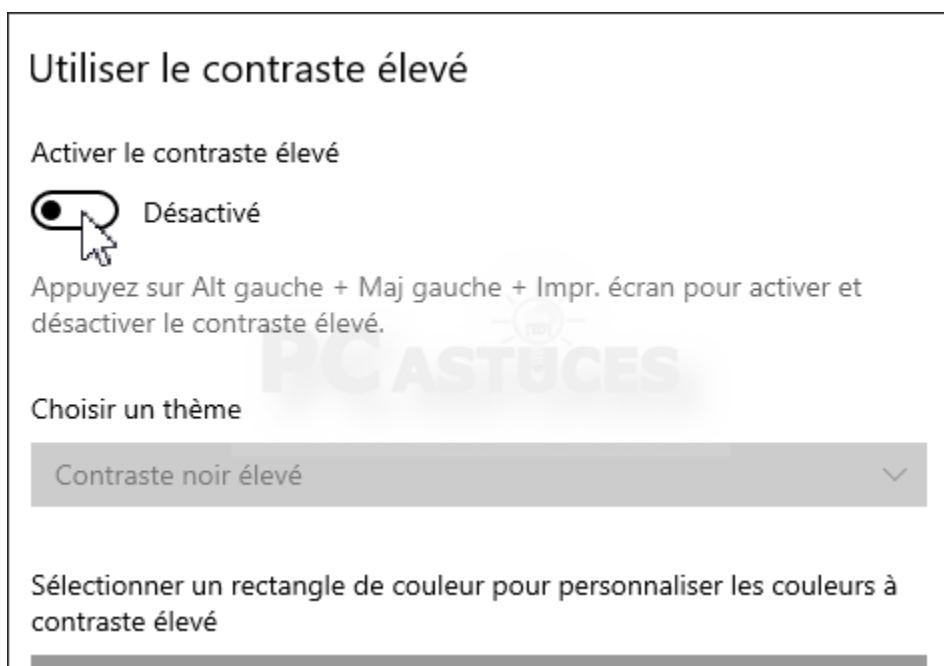 Utiliser le contraste élevé
Activer le contraste élevé
Désactivé
Appuyez sur Alt gauche + Maj gauche + Impr. écran pour activer et
désactiver le contraste élevé.
PC ASTUCES
Choisir un thème
Contraste noir élevé
Sélectionner un rectangle de couleur pour personnaliser les couleurs à
contraste élevé